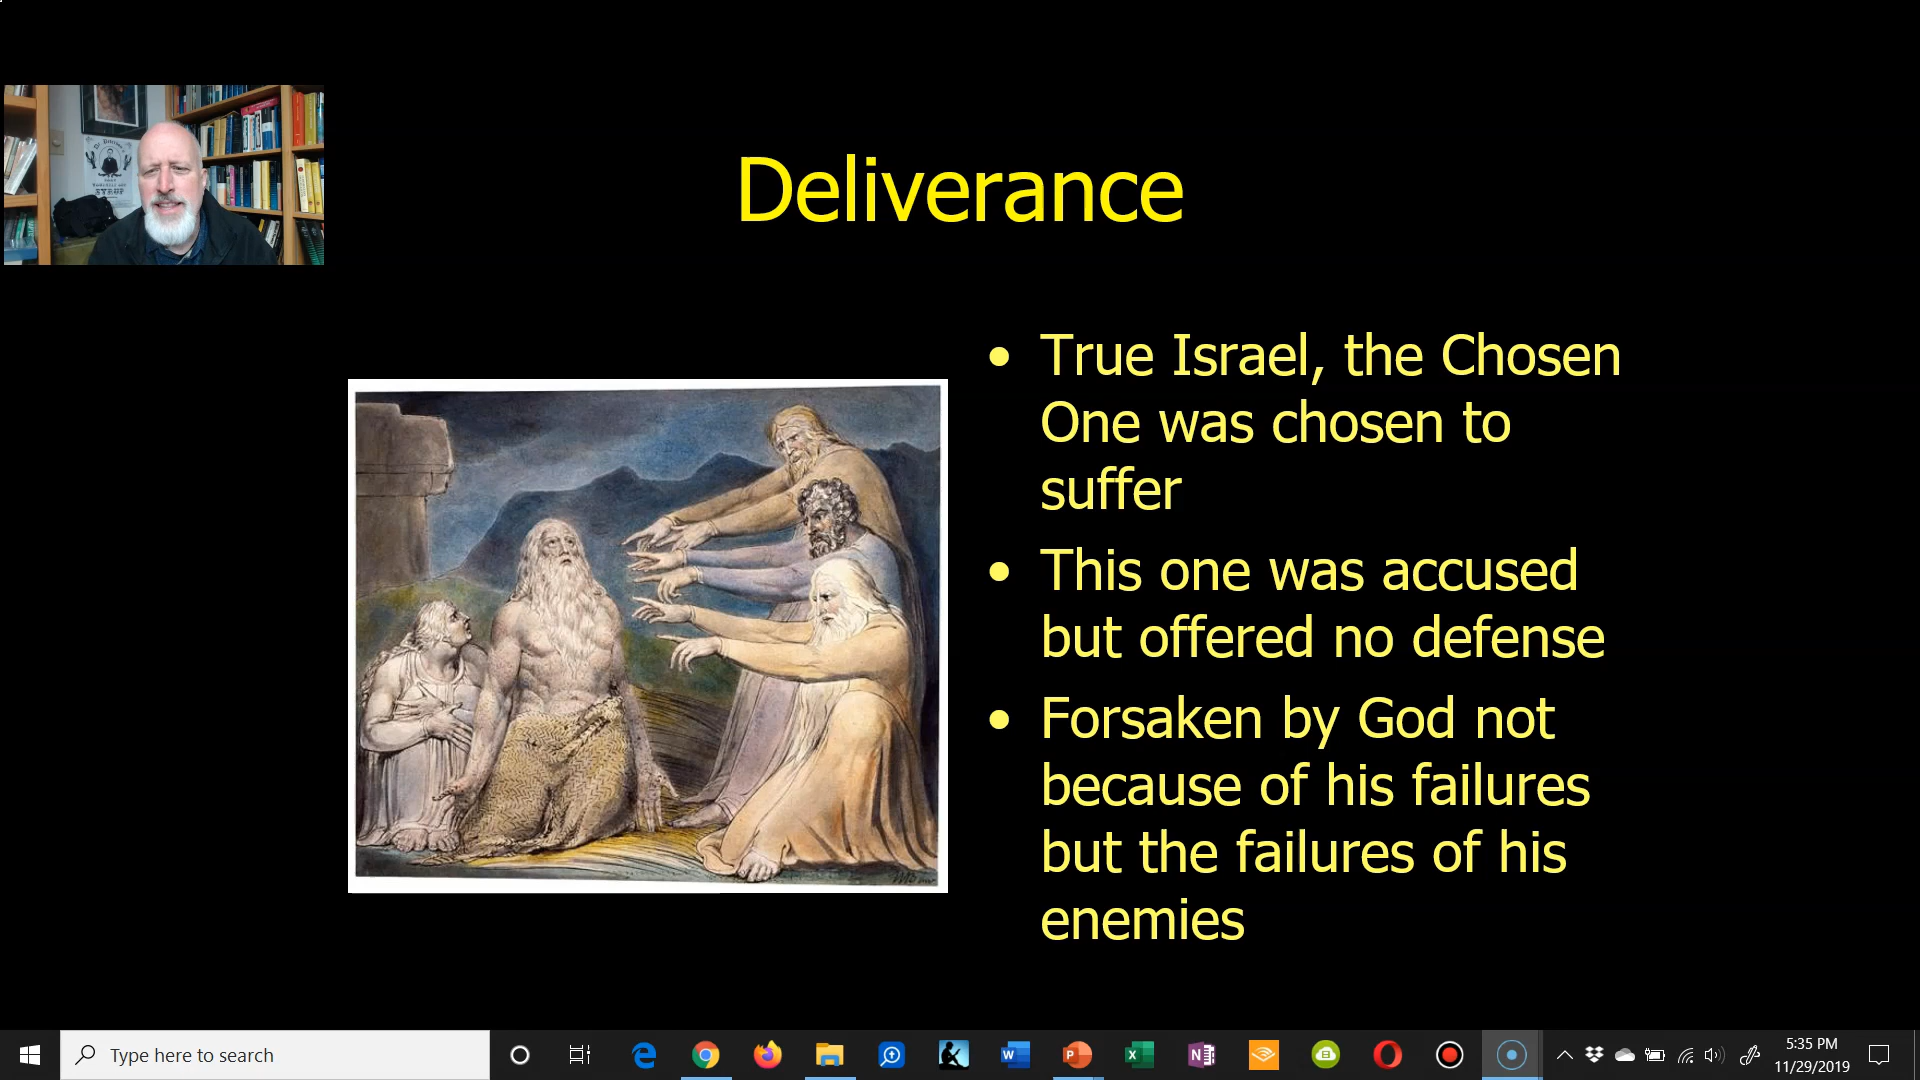 Deliverance
True Israel, the Chosen
One was chosen to
suffer
This one was accused
but offered no defense
Forsaken by God not
because of his failures
but the failures of his
enemies
SYRUP
Type here to search
5:35 PM
11/29/2019